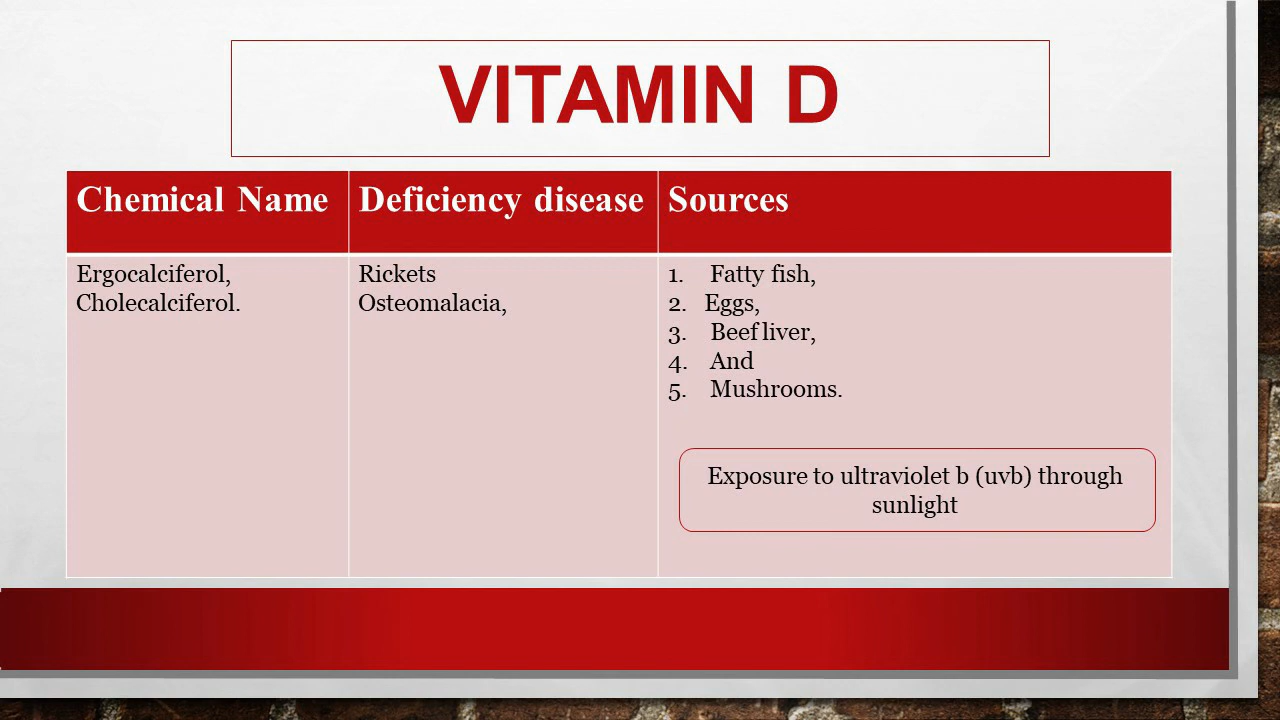 VITAMIN D
Chemical Name
Deficiency disease
Sources
Ergocalciferol,
Cholecalciferol.
Rickets
Osteomalacia,
1. Fatty fish,
2. Eggs,
3. Beef liver,
4. And
5. Mushrooms.
Exposure to ultraviolet b (uvb) through
sunlight